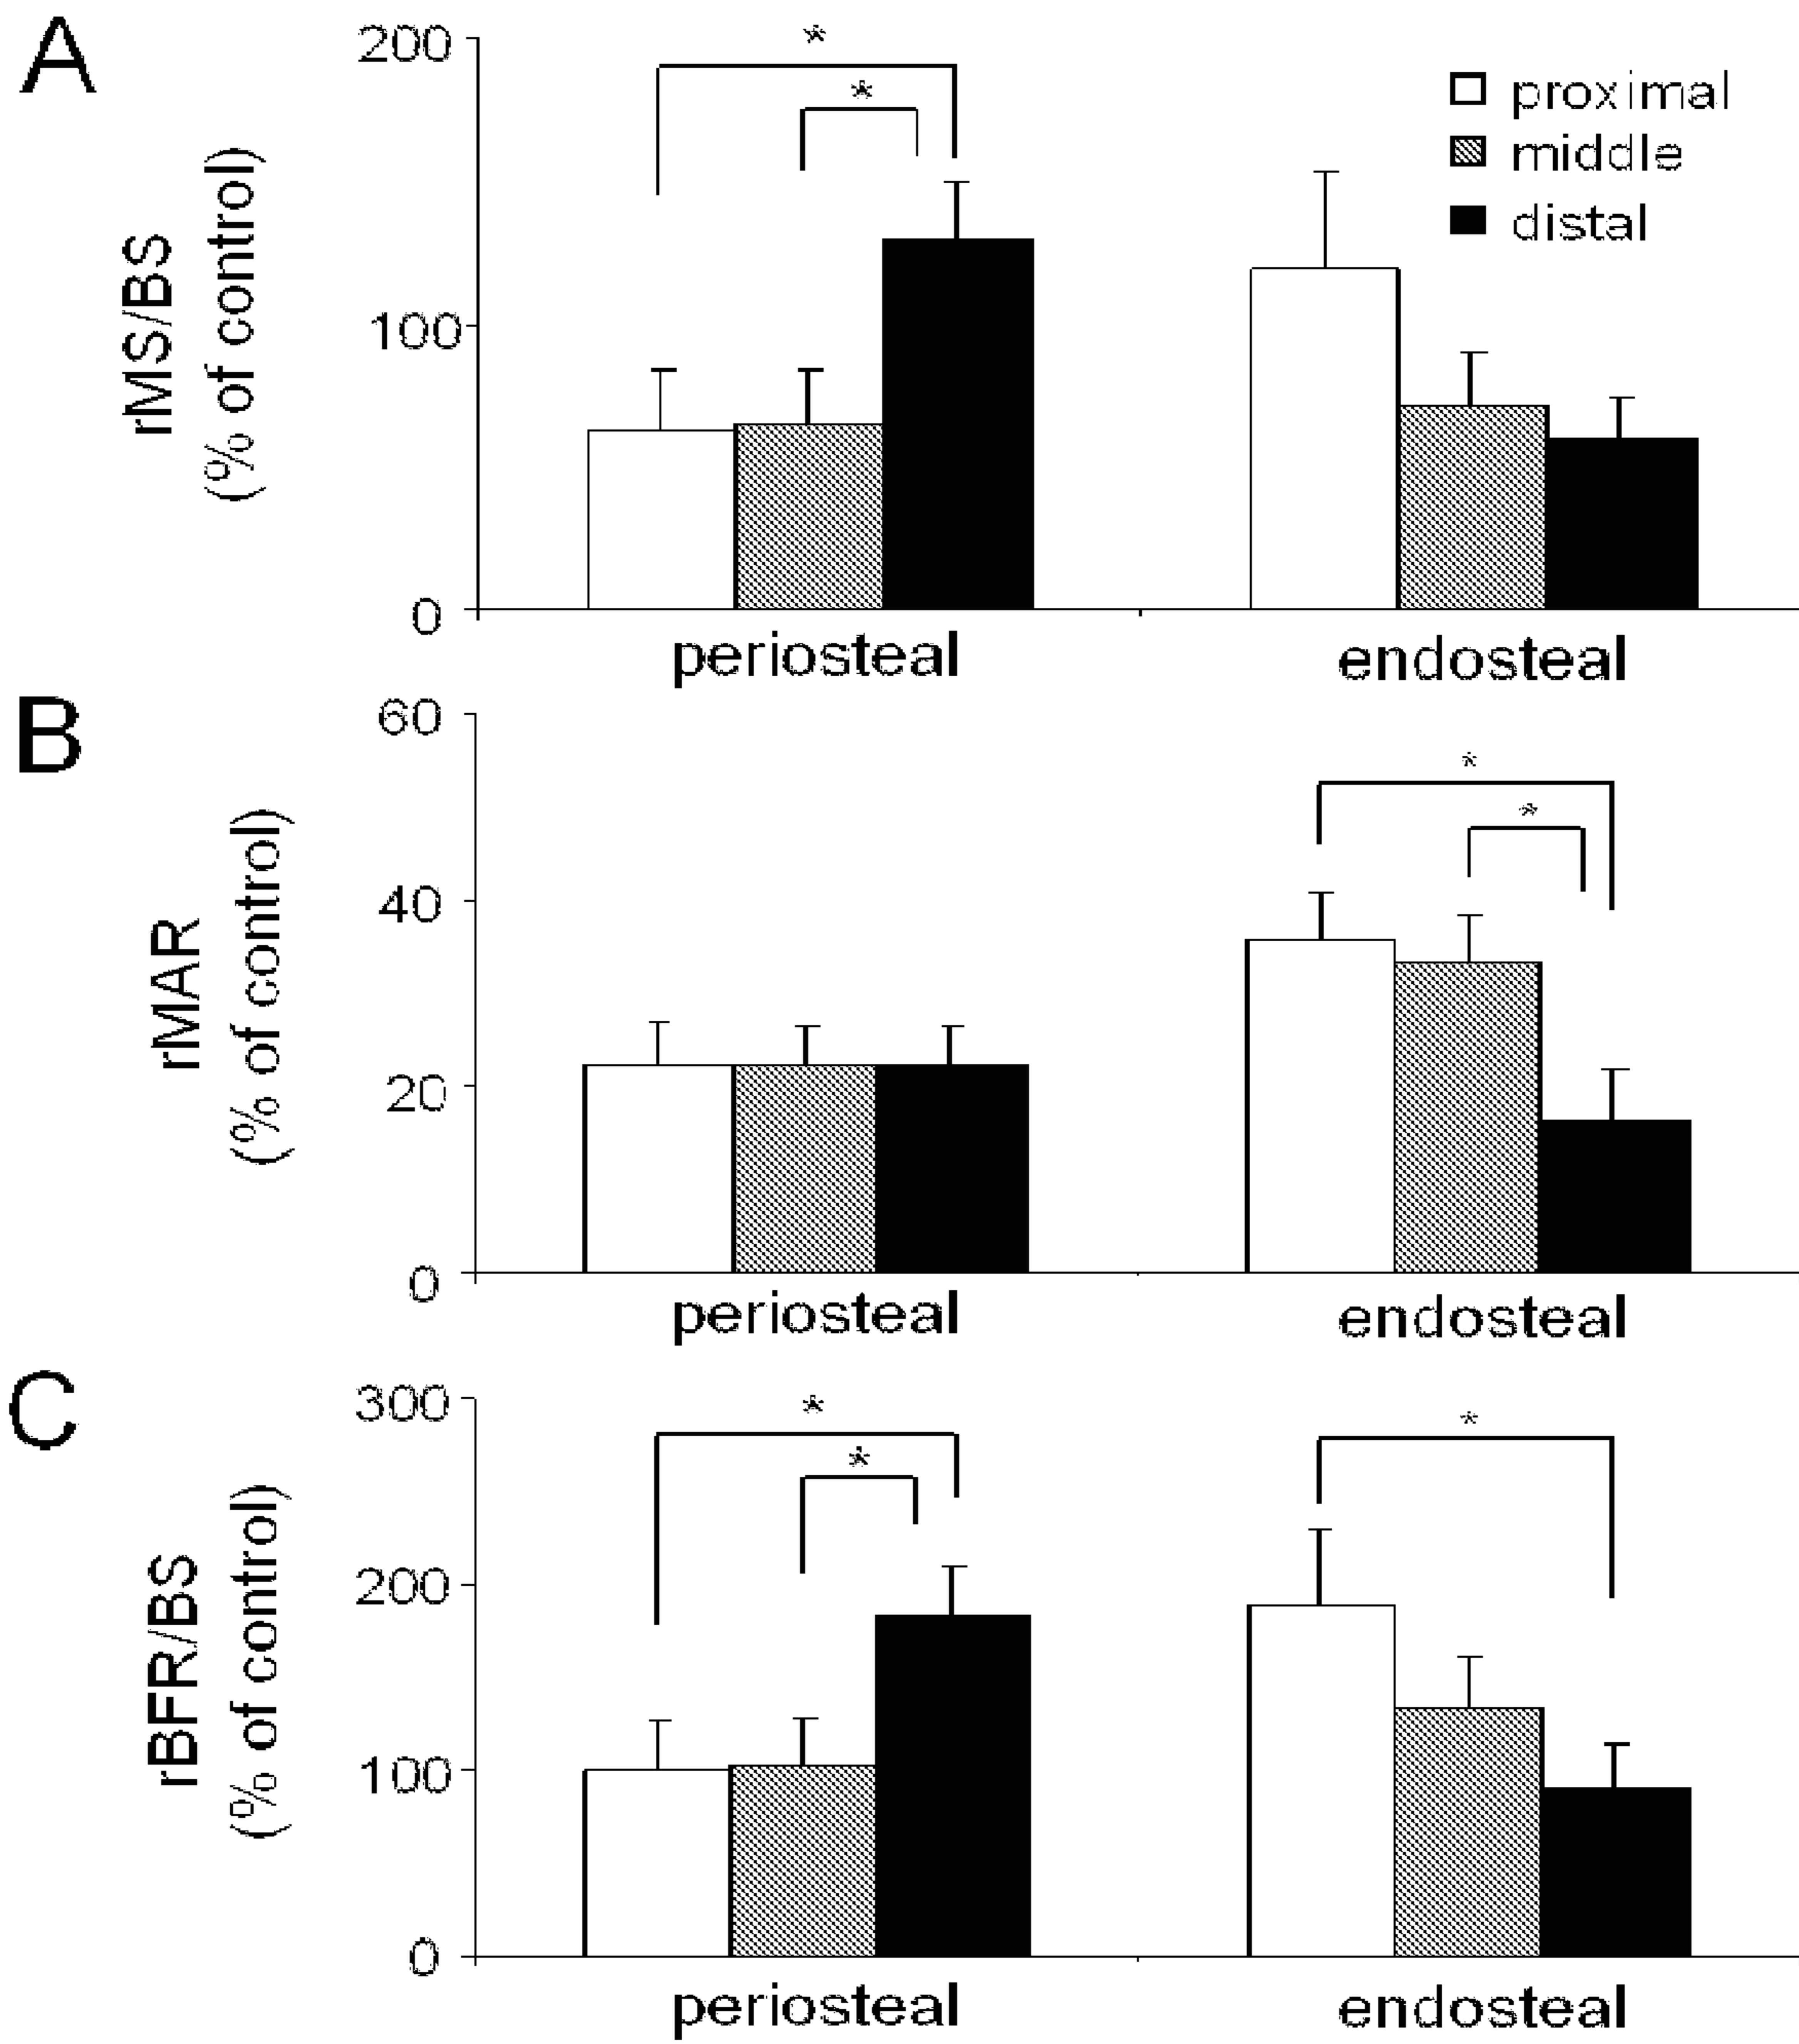 A
rMS/BS
(% of control)
200
100
0
*
*
proximal
middle
distal
periosteal
endosteal
B
rMAR
(% of control)
60
40
20
0
*
*
periosteal
endosteal
C
rBFR/BS
(% of control)
300
200
100
0
*
*
*
periosteal
endosteal